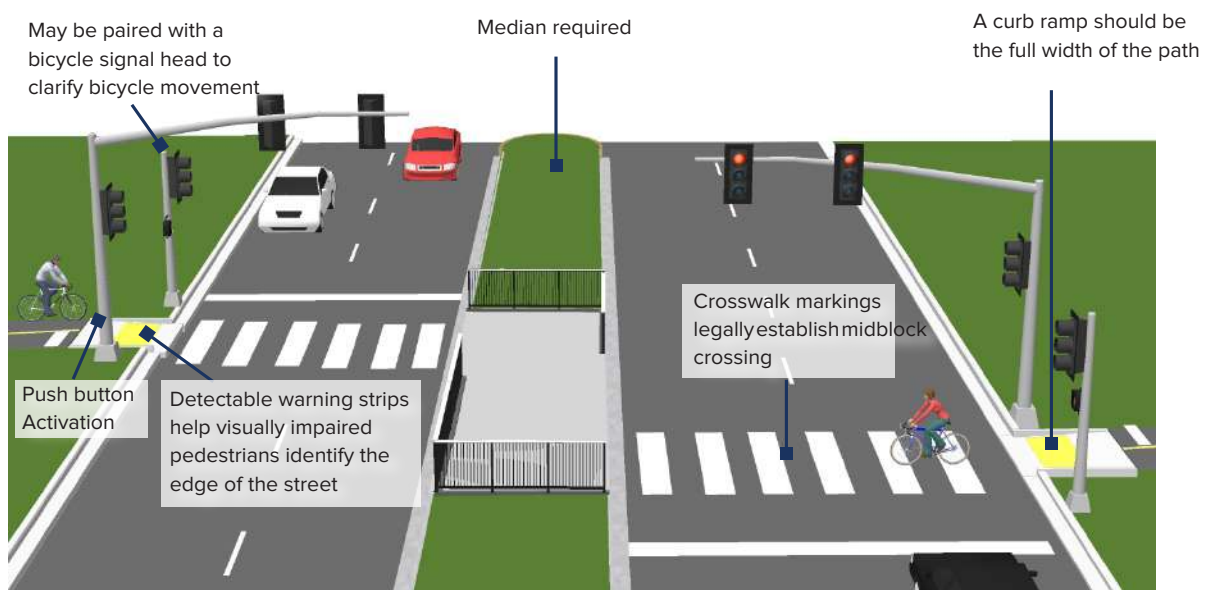 May be paired with a
bicycle signal head to
clarify bicycle movement
Median required
A curb ramp should be
the full width of the path
Crosswalk markings
legally establish midblock
crossing
Push button
Activation
Detectable warning strips
help visually impaired
pedestrians identify the
edge of the street